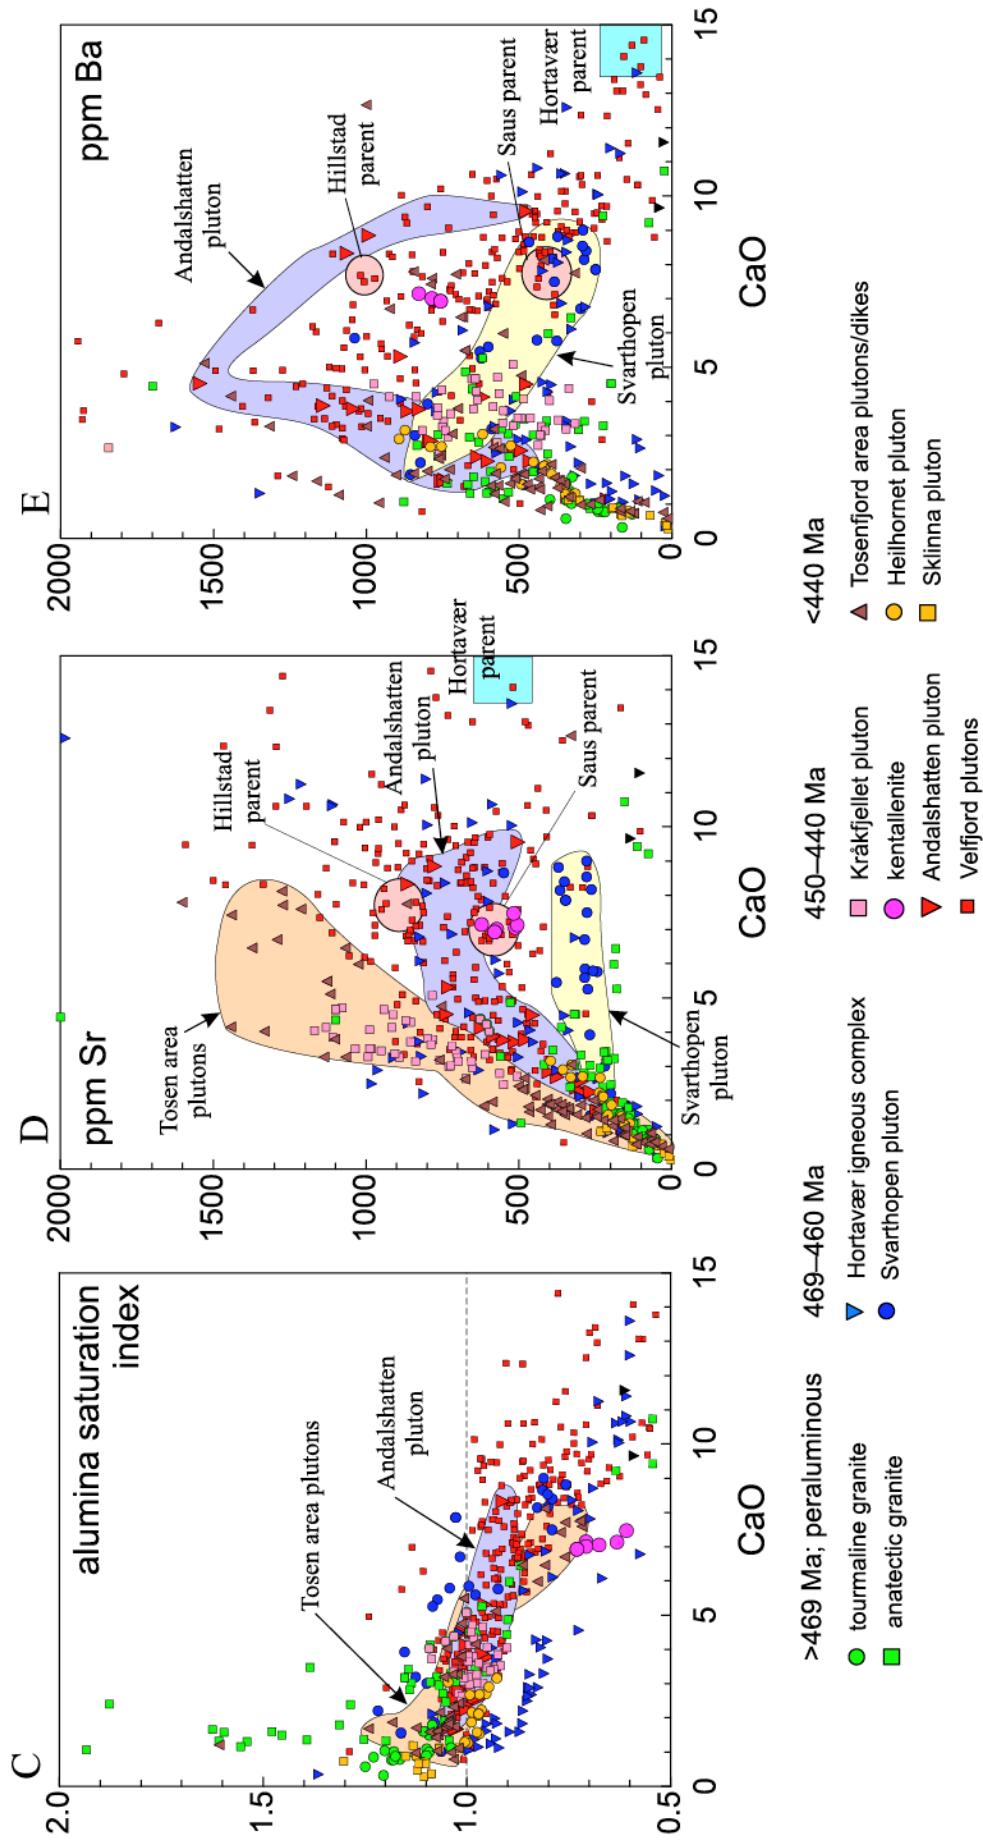 C
alumina saturation
index
2.0
1.5
1.0
0.5
Tosen area plutons
Andalshatten
pluton
0
5
10
15
CaO
D
ppm Sr
2000
1500
1000
500
0
Tosen area
plutons
Hillstad
parent
Andalshatten
pluton
Hortavær
parent
Saus parent
Svarthopen
pluton
0
5
10
15
CaO
E
ppm Ba
2000
1500
1000
500
0
Andalshatten
pluton
Hillstad
parent
Saus parent
Hortavær
parent
Svarthopen
pluton
0
5
10
15
CaO
>469 Ma; peraluminous
tourmaline granite
anatectic granite
469–460 Ma
Hortavær igneous complex
Svarthopen pluton
450–440 Ma
Kråkfjellet pluton
kentallenite
Andalshatten pluton
Velfjord plutons
<440 Ma
Tosenfjord area plutons/dikes
Heilhornet pluton
Sklinna pluton